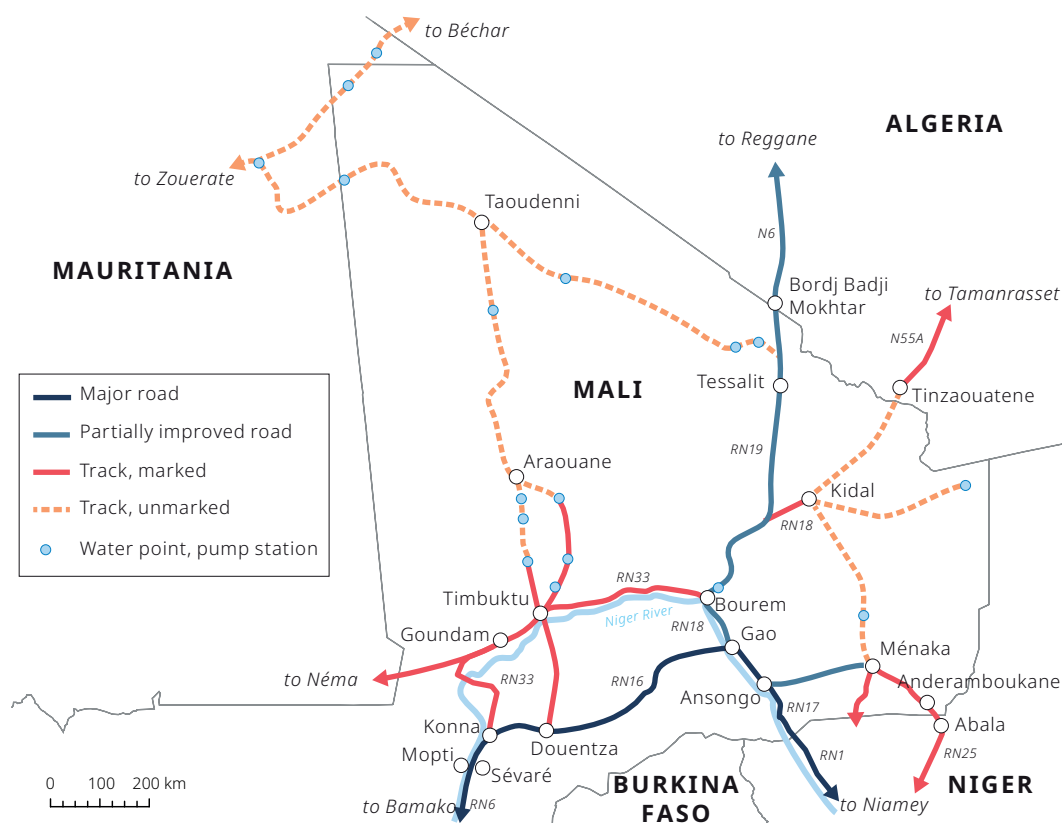 to Béchar
ALGERIA
to Reggane
to Zouerate
Taoudenni
N6
MAURITANIA
Bordj Badji
Mokhtar
to Tamanrasset
N55A
Major road
Partially improved road
Track, marked
Track, unmarked
Water point, pump station
MALI
Tessalit
Tinzaouatene
RN19
Araouane
Kidal
RN18
RN33
Timbuktu
Niger River
Bourem
RN18
Goundam
Gao
Ménaka
to Néma
RN33
RN16
Ansongo
RN17
Anderamboukane
Konna
Douentza
Abala
Mopti
Sévaré
RN1
RN25
0 100 200 km
to Bamako
RN6
BURKINA
FASO
to Niamey
NIGER